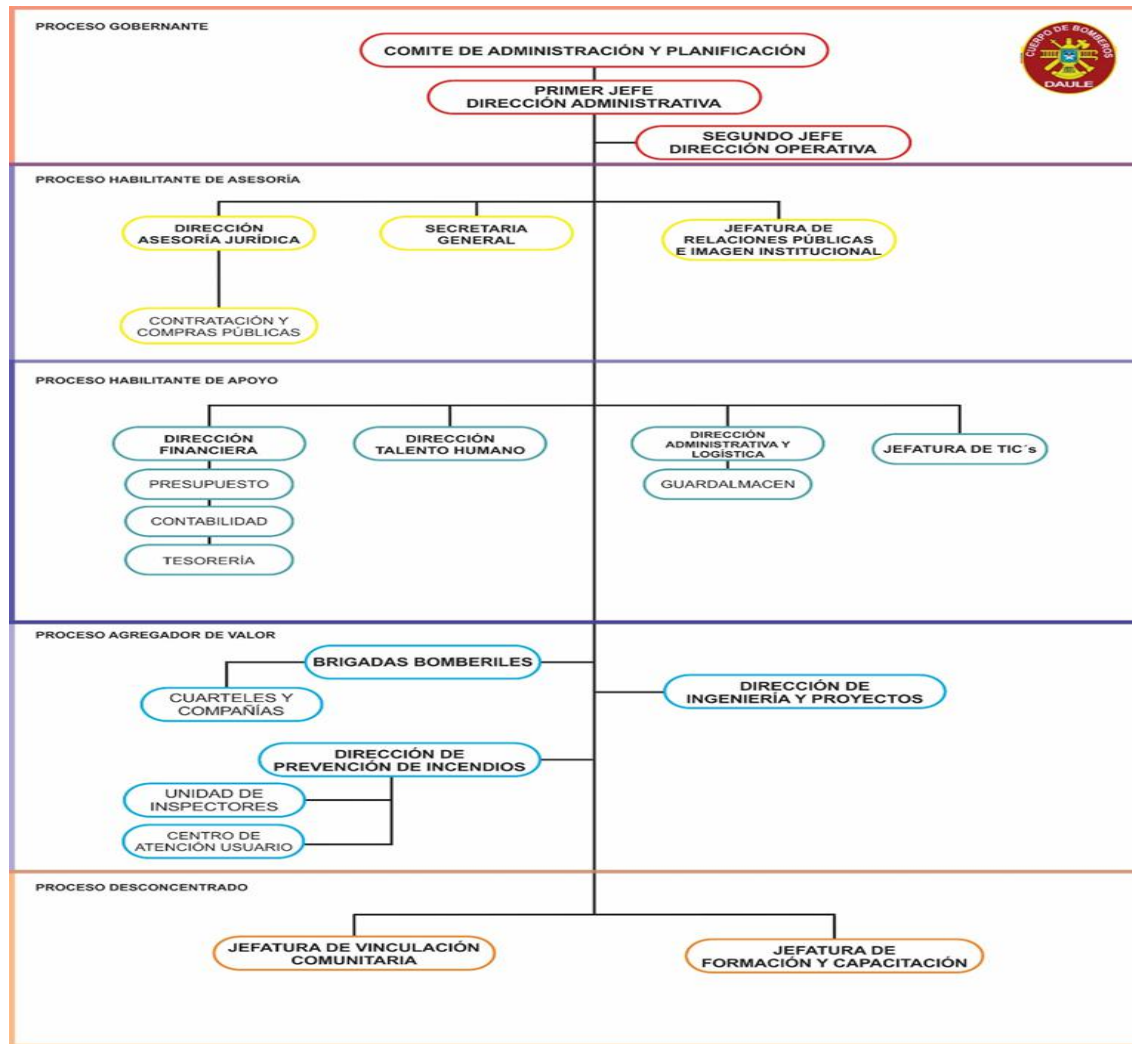 PROCESO GOBERNANTE
COMITE DE ADMINISTRACIÓN Y PLANIFICACIÓN
CUERPO DE BOMBEROS
DAULE
PRIMER JEFE
DIRECCIÓN ADMINISTRATIVA
SEGUNDO JEFE
DIRECCIÓN OPERATIVA
PROCESO HABILITANTE DE ASESORÍA
DIRECCIÓN
ASESORÍA JURÍDICA
SECRETARIA
GENERAL
JEFATURA DE
RELACIONES PÚBLICAS
E IMAGEN INSTITUCIONAL
CONTRATACIÓN Y
COMPRAS PÚBLICAS
PROCESO HABILITANTE DE APOYO
DIRECCIÓN
FINANCIERA
DIRECCIÓN
TALENTO HUMANO
DIRECCIÓN
ADMINISTRATIVA Y
LOGÍSTICA
JEFATURA DE TIC´s
PRESUPUESTO
GUARDALMACEN
CONTABILIDAD
TESORERÍA
PROCESO AGREGADOR DE VALOR
BRIGADAS BOMBERILES
CUARTELES Y
COMPAÑÍAS
DIRECCIÓN DE
INGENIERÍA Y PROYECTOS
DIRECCIÓN DE
PREVENCIÓN DE INCENDIOS
UNIDAD DE
INSPECTORES
CENTRO DE
ATENCIÓN USUARIO
PROCESO DESCONCENTRADO
JEFATURA DE VINCULACIÓN
COMUNITARIA
JEFATURA DE
FORMACIÓN Y CAPACITACIÓN